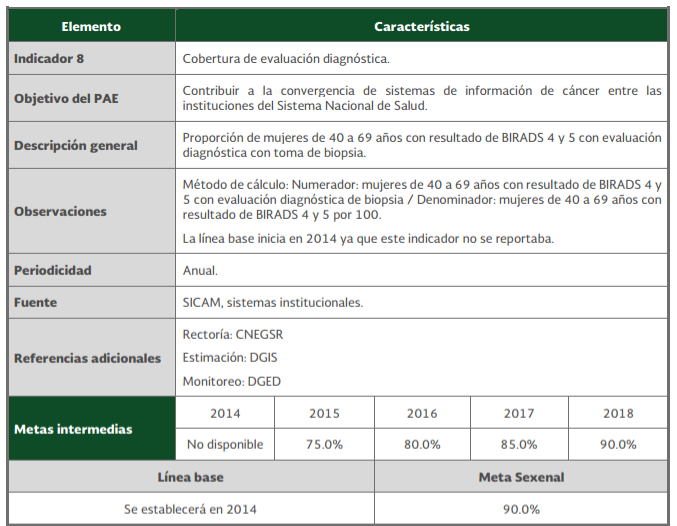 Elemento Características
Indicador 8 Cobertura de evaluación diagnóstica.
Objetivo del PAE
Contribuir a la convergencia de sistemas de información de cáncer entre las
instituciones del Sistema Nacional de Salud.
Descripción general
Proporción de mujeres de 40 a 69 años con resultado de BIRADS 4 y 5 con evaluación
diagnóstica con toma de biopsia.
Observaciones
Método de cálculo: Numerador: mujeres de 40 a 69 años con resultado de BIRADS 4 y
5 con evaluación diagnóstica de biopsia / Denominador: mujeres de 40 a 69 años con
resultado de BIRADS 4 y 5 por 100.
La línea base inicia en 2014 ya que este indicador no se reportaba.
Periodicidad Anual.
Fuente SICAM, sistemas institucionales.
Referencias adicionales
Rectoría: CNEGSR
Estimación: DGIS
Monitoreo: DGED
Metas intermedias
2014 2015 2016 2017 2018
No disponible 75.0% 80.0% 85.0% 90.0%
Línea base Meta Sexenal
Se establecerá en 2014 90.0%